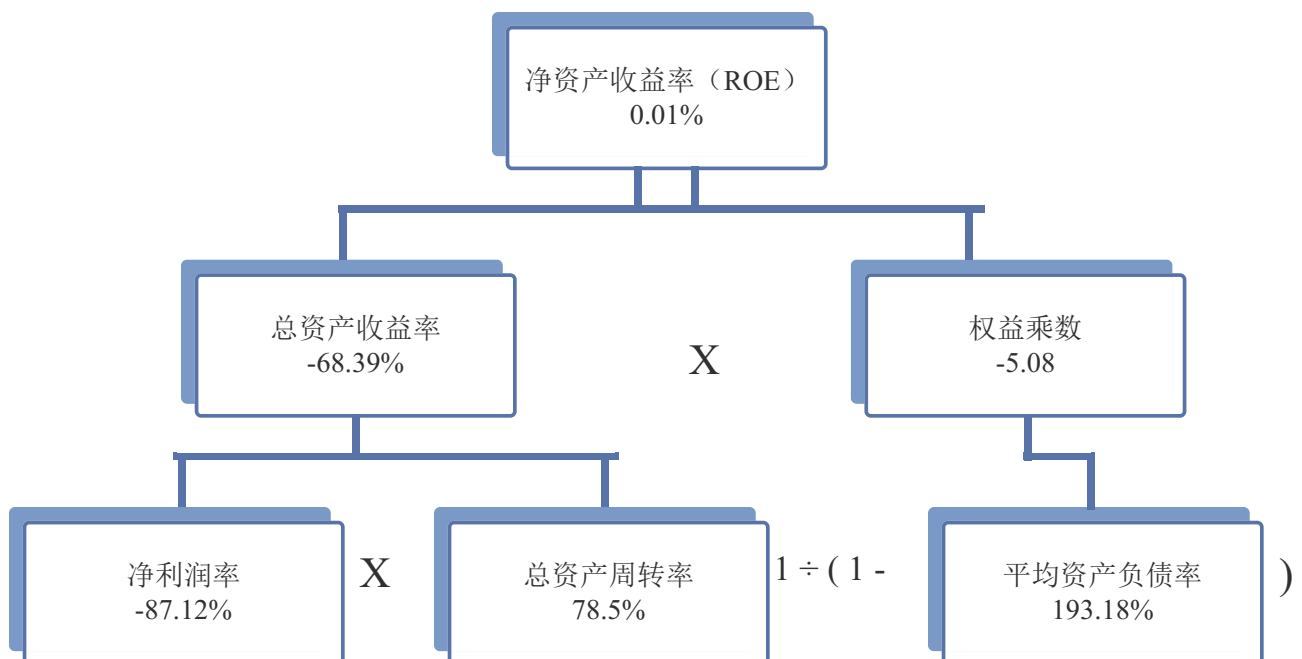 净资产收益率（ROE）
0.01%
总资产收益率
-68.39%
X
权益乘数
-5.08
净利润率
-87.12%
X
总资产周转率
78.5%
1 ÷ ( 1 -
平均资产负债率
193.18%
)